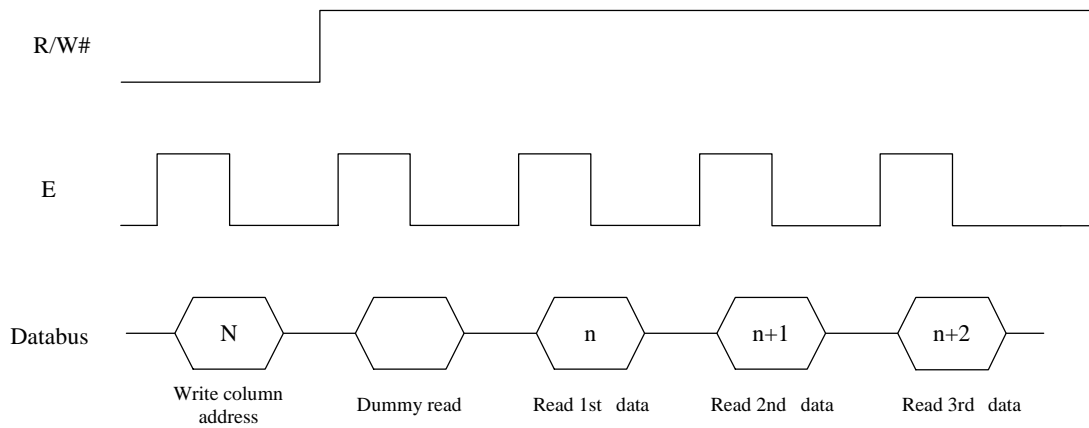 R/W#
E
Databus
N
n
n+1
n+2
Write column
address
Dummy read
Read 1st data
Read 2nd data
Read 3rd data